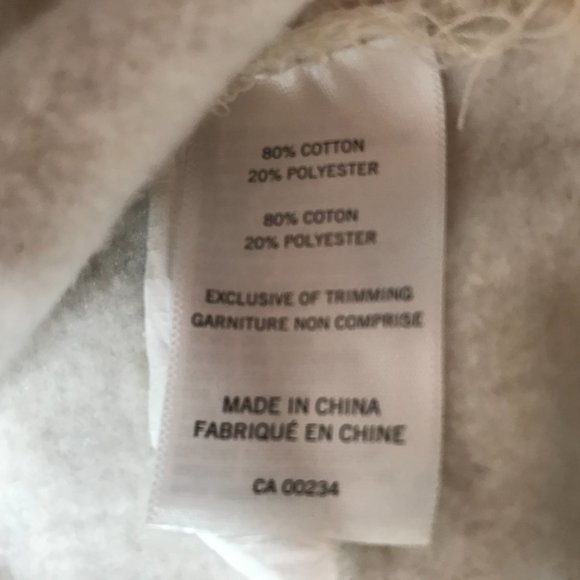 80% COTTON
20% POLYESTER
80% COTON
20% POLYESTER
EXCLUSIVE OF TRIMMING
GARNITURE NON COMPRISE
MADE IN CHINA
FABRIQUÉ EN CHINE
CA 00234